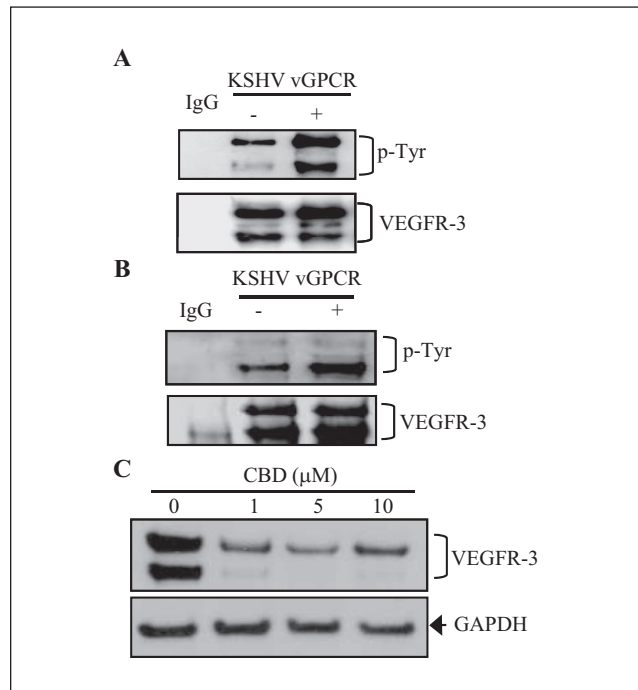 A
KSHV vGPCR
IgG
- +
p-Tyr
VEGFR-3
B
KSHV vGPCR
IgG
- +
p-Tyr
VEGFR-3
C
CBD (μM)
0 1 5 10
VEGFR-3
GAPDH